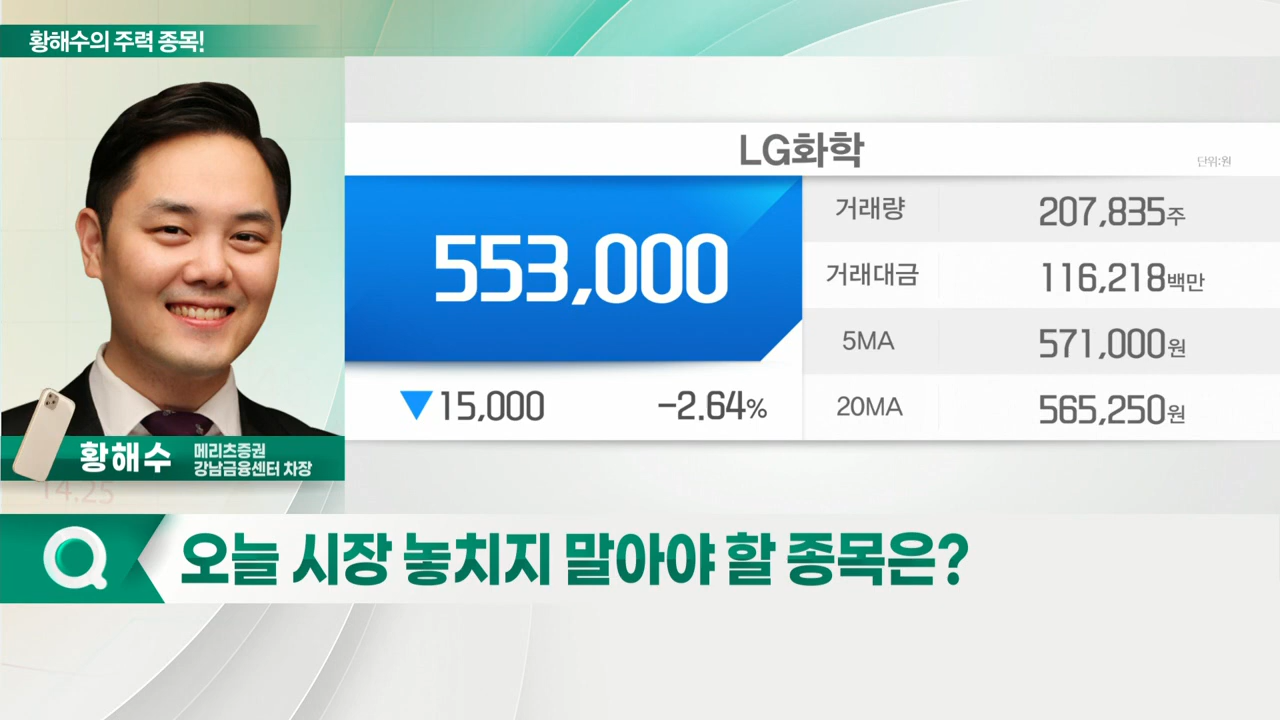 황해수의 주력 종목!
LG화학
단위:원
553,000
▼15,000 -2.64%
거래량 207,835주
거래대금 116,218백만
5MA 571,000원
20MA 565,250원
황해수 메리츠증권
강남금융센터 차장
14.25
Q 오늘 시장 놓치지 말아야 할 종목은?